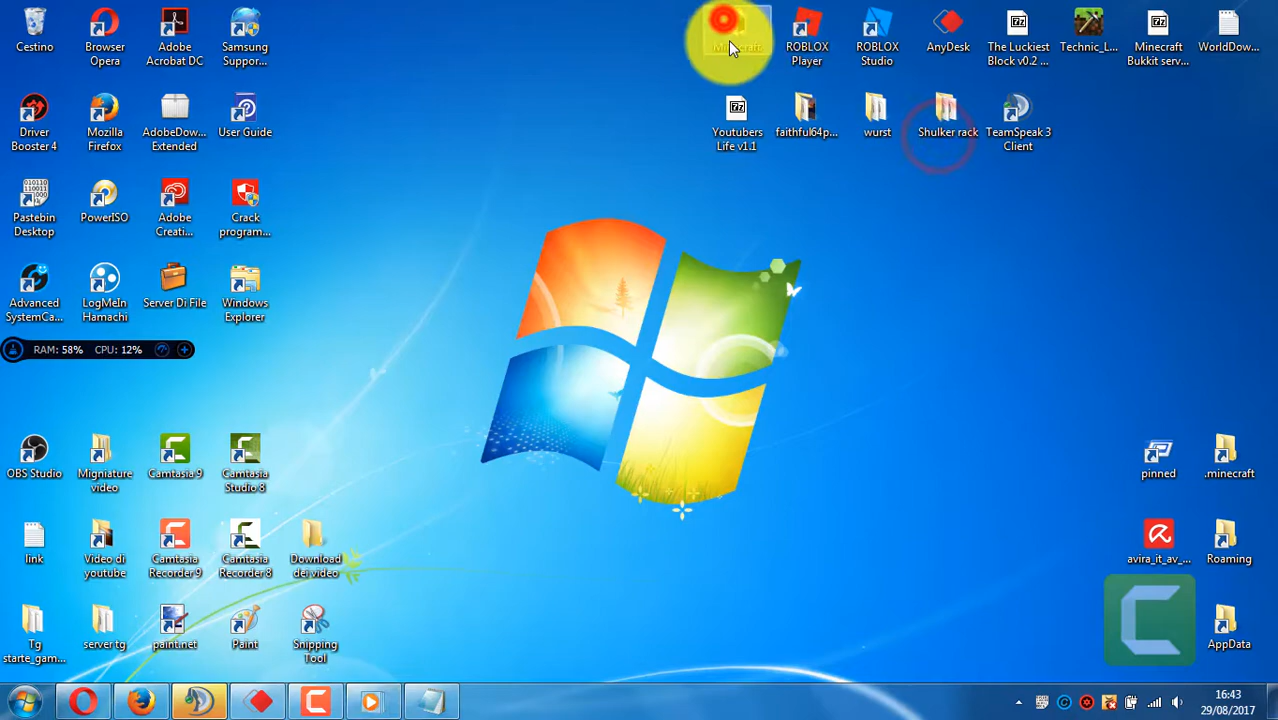 Cestino
Browser
Opera
Adobe
Acrobat DC
Samsung
Suppor...
Minecraft
ROBLOX
Player
ROBLOX
Studio
AnyDesk
The Luckiest
Block v0.2 ...
Technic_L...
Minecraft
Bukkit serv...
WorldDow...
Driver
Booster 4
Mozilla
Firefox
AdobeDow...
Extended
User Guide
Youtubers
Life v1.1
faithful64p...
wurst
Shulker rack
TeamSpeak 3
Client
Pastebin
Desktop
PowerISO
Adobe
Creati...
Crack
program...
Advanced
SystemCa...
LogMeIn
Hamachi
Server Di File
Windows
Explorer
RAM: 58% CPU: 12%
OBS Studio
Migniature
video
Camtasia 9
Camtasia
Studio 8
pinned
.minecraft
link
Video di
youtube
Camtasia
Recorder 9
Camtasia
Recorder 8
Download
dei video
avira_it_av_...
Roaming
Tg
starte_gam...
server tg
paint.net
Paint
Snipping
Tool
AppData
16:43
29/08/2017